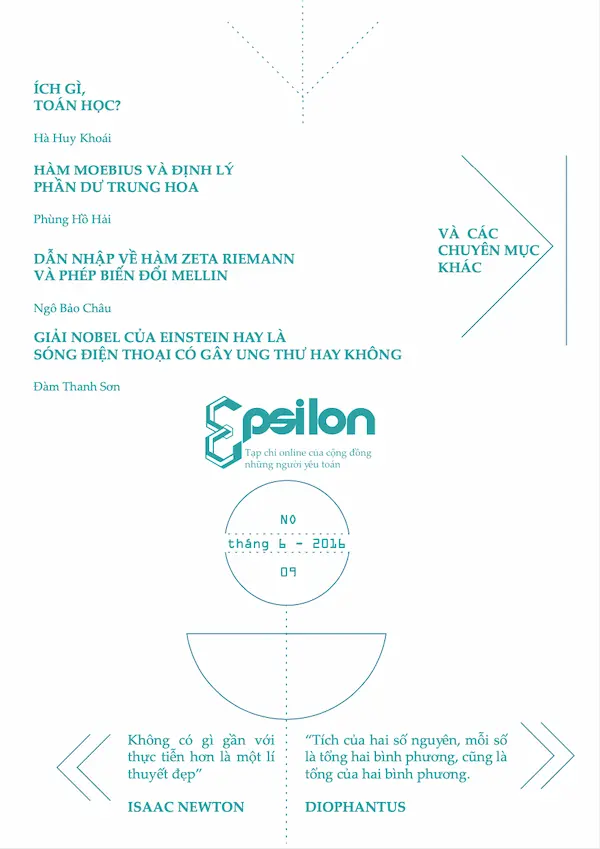 ÍCH GÌ,
TOÁN HỌC?
Hà Huy Khoái
HÀM MOEBIUS VÀ ĐỊNH LÝ
PHẦN DƯ TRUNG HOA
Phùng Hồ Hải
DẪN NHẬP VỀ HÀM ZETA RIEMANN
VÀ PHÉP BIẾN ĐỔI MELLIN
Ngô Bảo Châu
GIẢI NOBEL CỦA EINSTEIN HAY LÀ
SÓNG ĐIỆN THOẠI CÓ GÂY UNG THƯ HAY KHÔNG
Đàm Thanh Sơn
VÀ CÁC
CHUYÊN MỤC
KHÁC
Epsilon
Tạp chí online của cộng đồng
những người yêu toán
NO
tháng 6 - 2016
09
Không có gì gần với
thực tiễn hơn là một lí
thuyết đẹp”
ISAAC NEWTON
“Tích của hai số nguyên, mỗi số
là tổng hai bình phương, cũng là
tổng của hai bình phương.
DIOPHANTUS